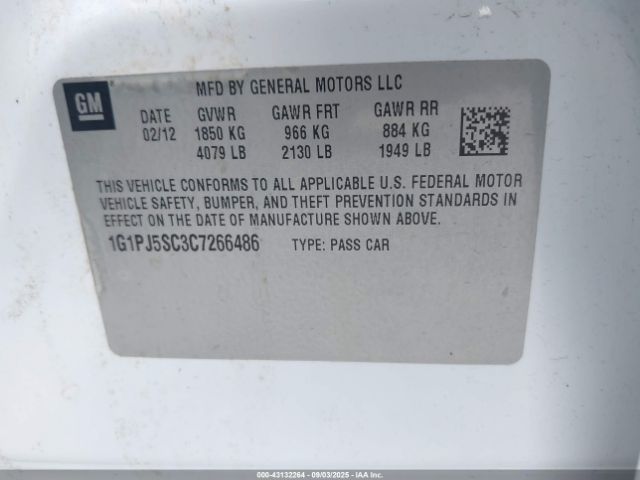 GM
MFD BY GENERAL MOTORS LLC
DATE GVWR GAWR FRT GAWR RR
02/12 1850 KG 966 KG 884 KG
4079 LB 2130 LB 1949 LB
THIS VEHICLE CONFORMS TO ALL APPLICABLE U.S. FEDERAL MOTOR
VEHICLE SAFETY, BUMPER, AND THEFT PREVENTION STANDARDS IN
EFFECT ON THE DATE OF MANUFACTURE SHOWN ABOVE.
1G1PJ5SC3C7266486 TYPE: PASS CAR
000-43132264 - 09/03/2025 - IAA Inc.